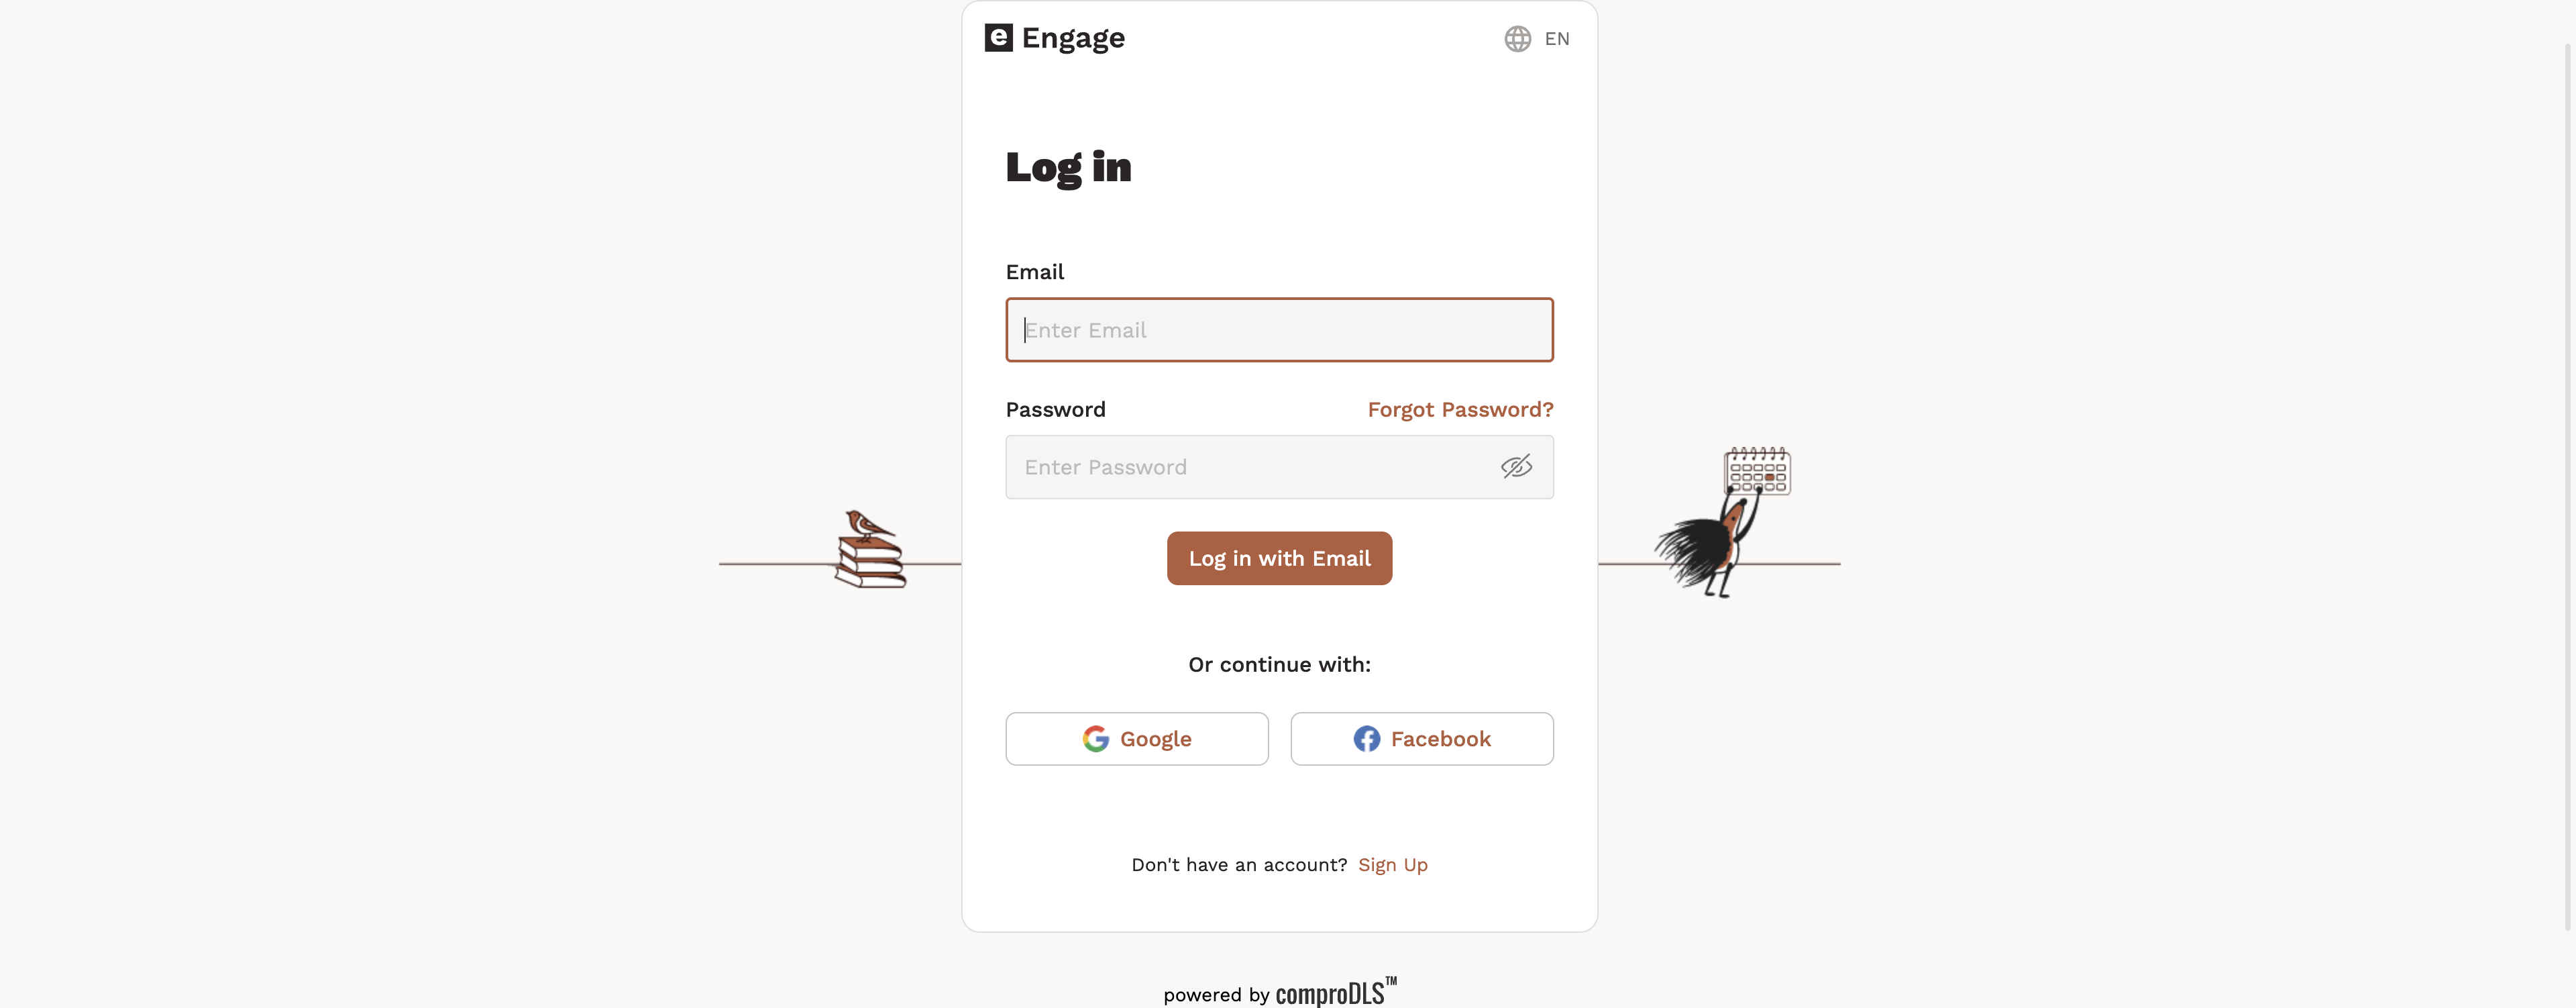 e Engage
EN
Log in
Email
Enter Email
Password
Forgot Password?
Enter Password
Log in with Email
Or continue with:
Google
Facebook
Don't have an account? Sign Up
powered by comproDLS™